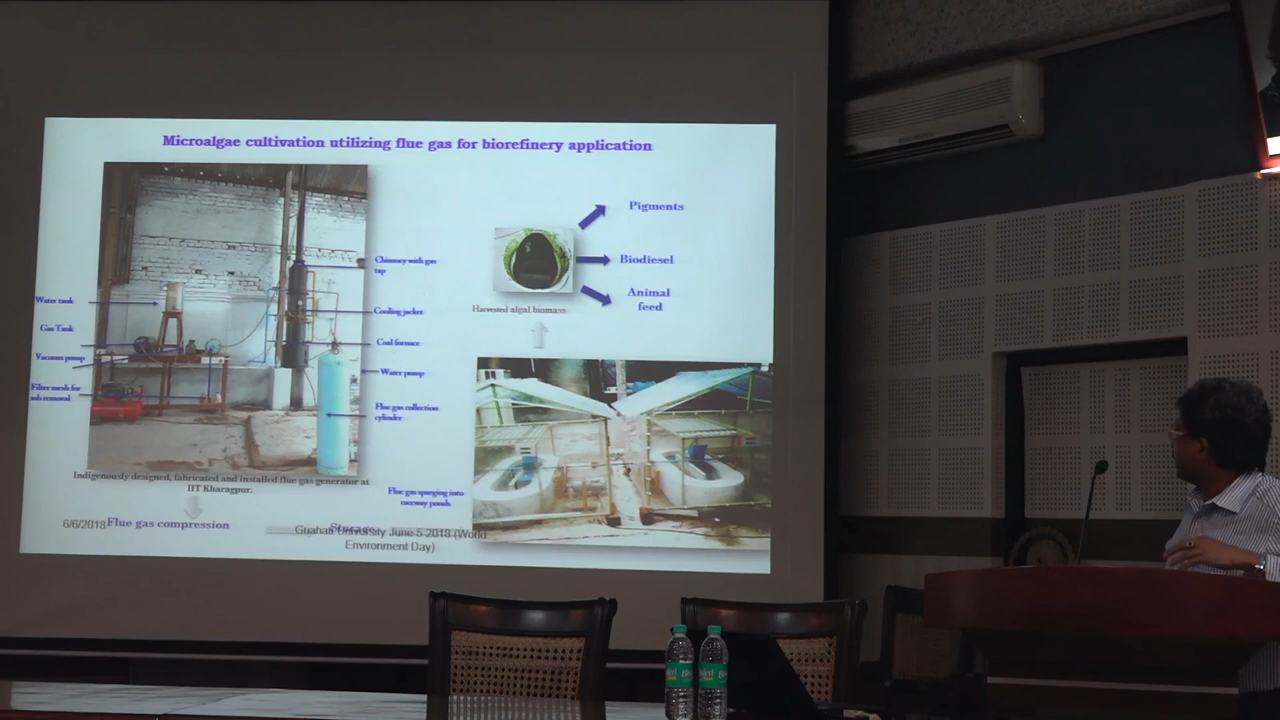 Microalgae cultivation utilizing flue gas for biorefinery application
Water tank
Gas Tank
Vacuum pump
Filter mesh for
ash removal
Chimney with gas
tap
Cooling jacket
Coal furnace
Water pump
Flue gas collection
cylinder
Indigenously designed, fabricated and installed flue gas generator at
IIT Kharagpur.
Flue gas compression
Storage
Flue gas sparging into
raceway ponds
Harvested algal biomass
Pigments
Biodiesel
Animal
feed
6/6/2018
Guahati University June 5 2018 (World
Environment Day)